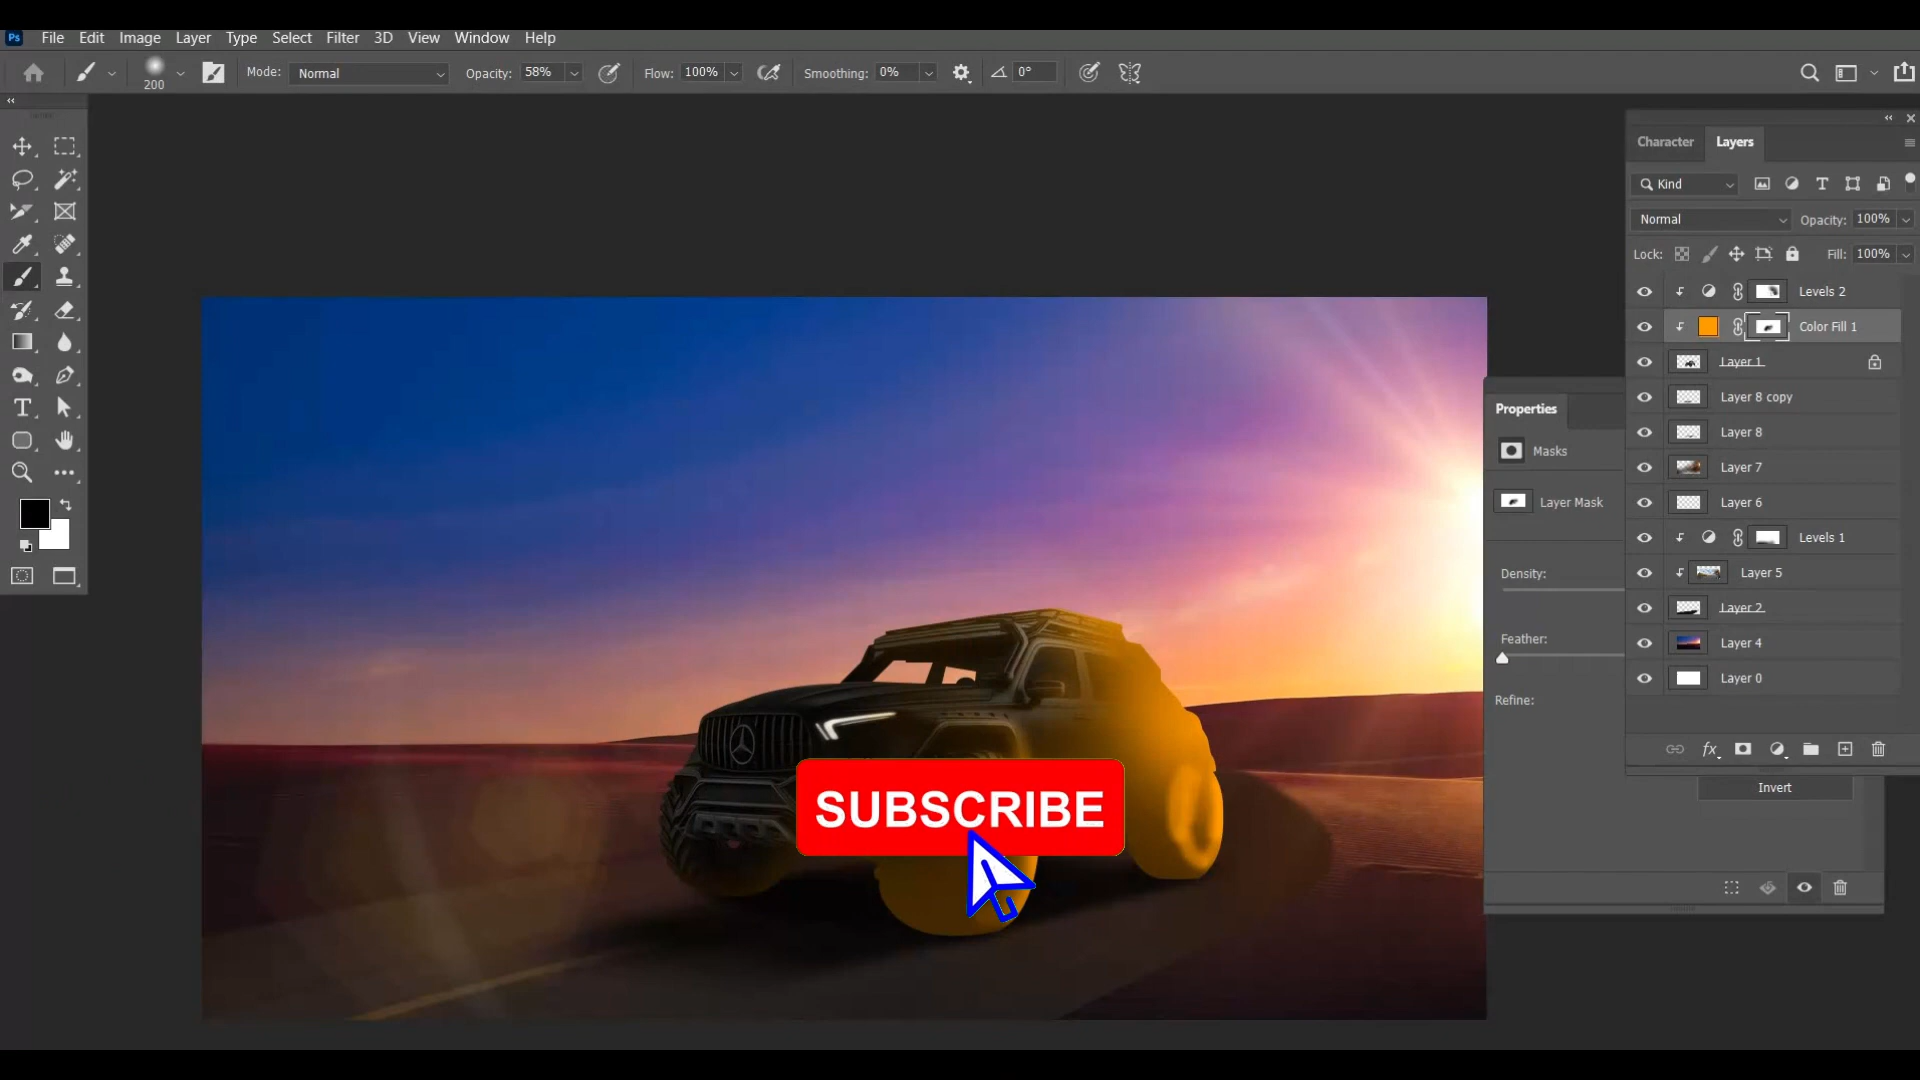 Ps File Edit Image Layer Type Select Filter 3D View Window Help
200 Mode: Normal Opacity: 58% Flow: 100% Smoothing: 0% 0°
Character Layers
Kind
Normal Opacity: 100%
Lock: Fill: 100%
Levels 2
Color Fill 1
Layer 1
Layer 8 copy
Layer 8
Layer 7
Layer 6
Levels 1
Layer 5
Layer 2
Layer 4
Layer 0
Properties
Masks
Layer Mask
Density:
Feather:
Refine:
Invert
SUBSCRIBE